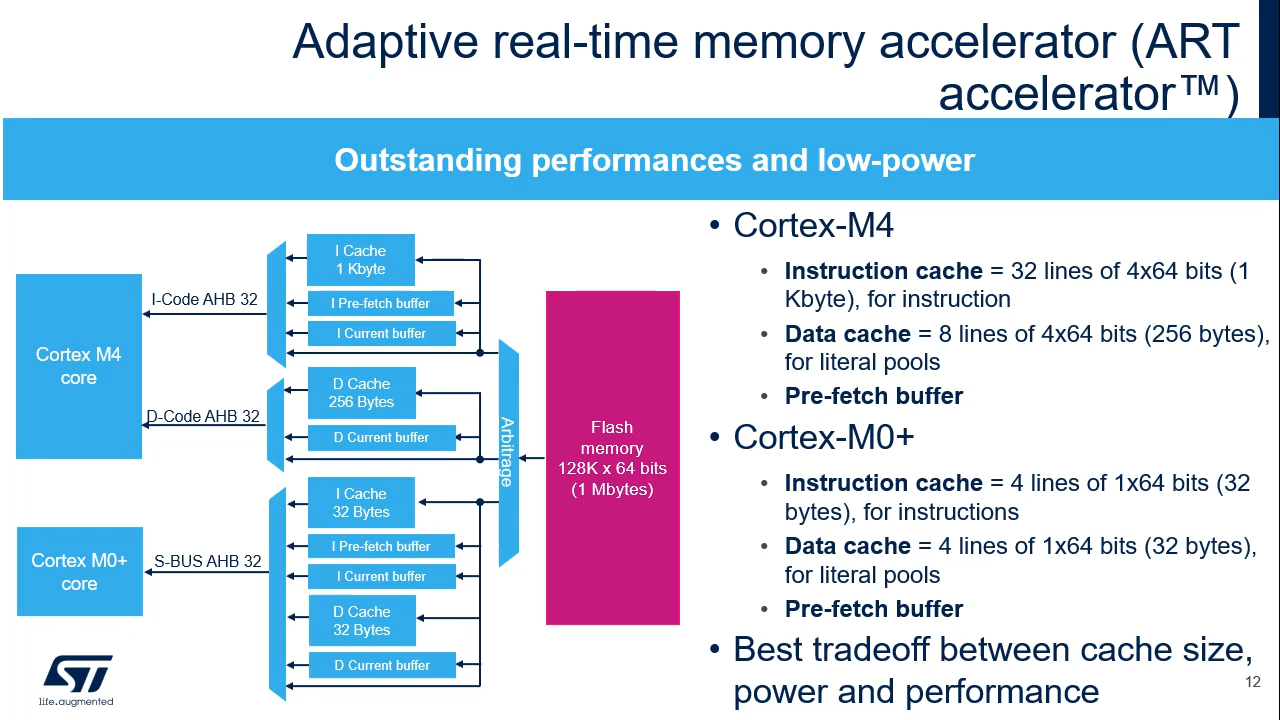 Adaptive real-time memory accelerator (ART
accelerator™)
Outstanding performances and low-power
Cortex M4
core
I-Code AHB 32
D-Code AHB 32
I Cache
1 Kbyte
I Pre-fetch buffer
I Current buffer
D Cache
256 Bytes
D Current buffer
Cortex M0+
core
S-BUS AHB 32
I Cache
32 Bytes
I Pre-fetch buffer
I Current buffer
D Cache
32 Bytes
D Current buffer
Arbitrage
Flash
memory
128K x 64 bits
(1 Mbytes)
• Cortex-M4
• Instruction cache = 32 lines of 4x64 bits (1
Kbyte), for instruction
• Data cache = 8 lines of 4x64 bits (256 bytes),
for literal pools
• Pre-fetch buffer
• Cortex-M0+
• Instruction cache = 4 lines of 1x64 bits (32
bytes), for instructions
• Data cache = 4 lines of 1x64 bits (32 bytes),
for literal pools
• Pre-fetch buffer
• Best tradeoff between cache size,
power and performance
ST
life.augmented
12